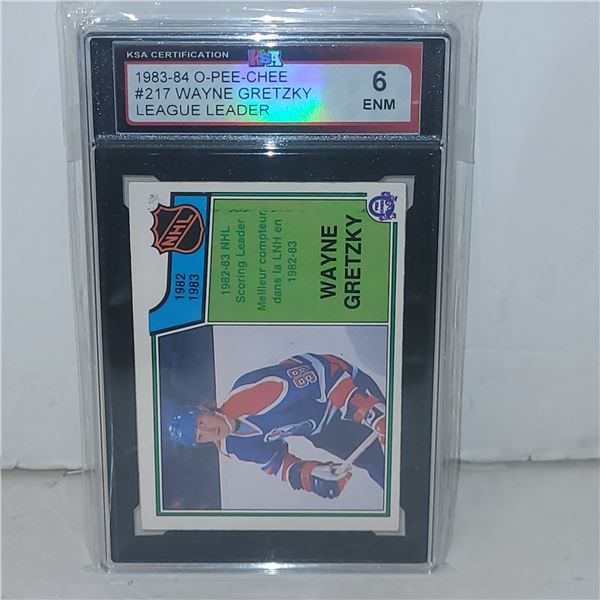 KSA CERTIFICATION
KSA
1983-84 O-PEE-CHEE
#217 WAYNE GRETZKY
LEAGUE LEADER
6
ENM
NHL
1982
1983
1982-83 NHL
Scoring Leader
Meilleur compteur
dans la LNH en
1982-83
WAYNE
GRETZKY
99